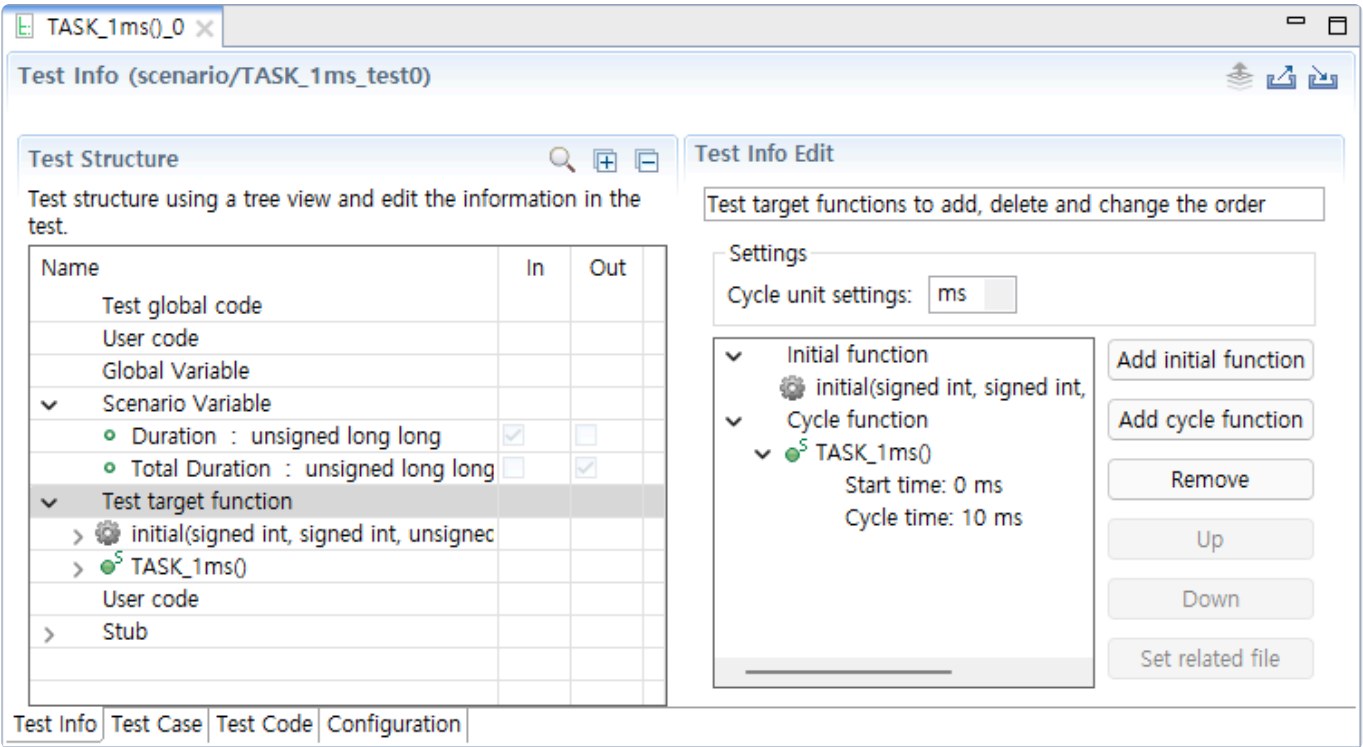 TASK_1ms()_0
Test Info (scenario/TASK_1ms_test0)
Test Structure
Test structure using a tree view and edit the information in the
test.
Name In Out
Test global code
User code
Global Variable
Scenario Variable
Duration : unsigned long long
Total Duration : unsigned long long
Test target function
initial(signed int, signed int, unsigned
TASK_1ms()
User code
Stub
Test Info Edit
Test target functions to add, delete and change the order
Settings
Cycle unit settings: ms
Initial function
initial(signed int, signed int,
Cycle function
S TASK_1ms()
Start time: 0 ms
Cycle time: 10 ms
Add initial function
Add cycle function
Remove
Up
Down
Set related file
Test Info Test Case Test Code Configuration